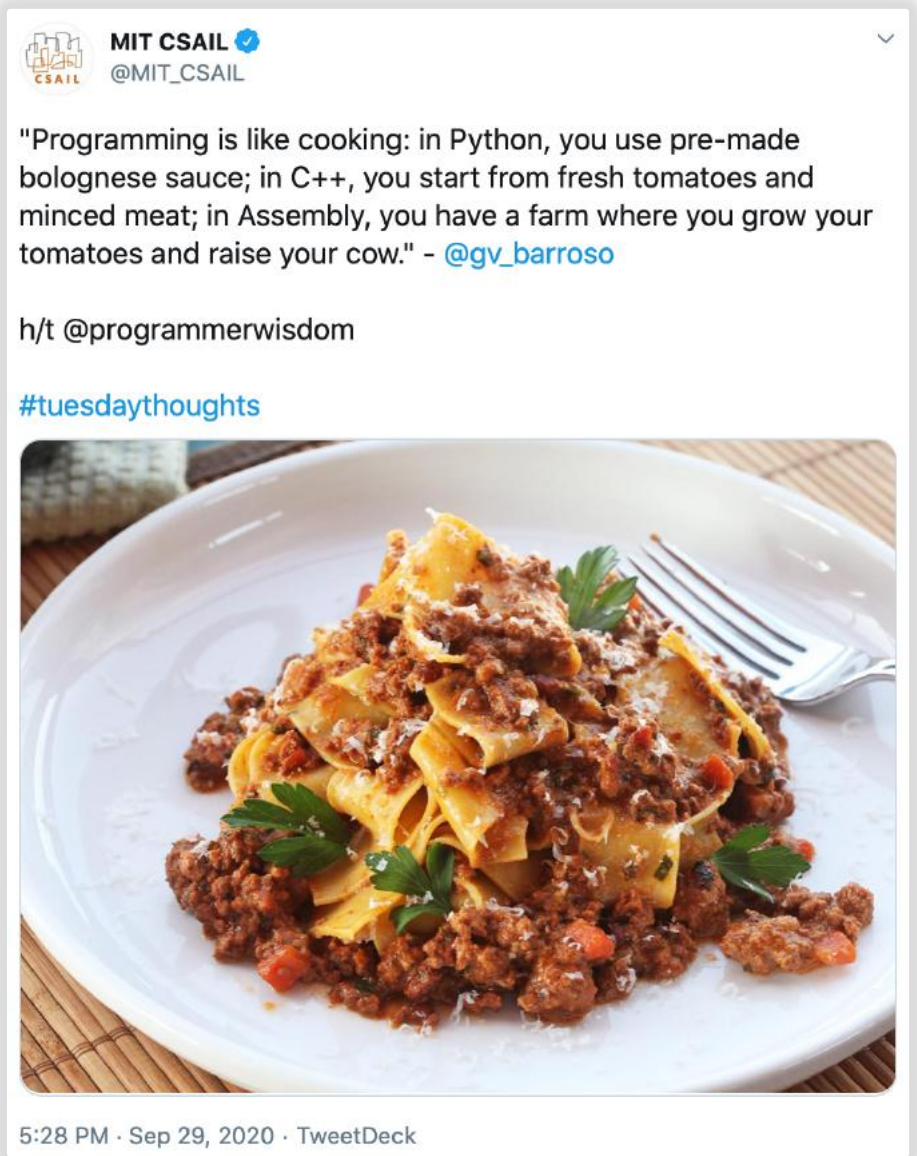 MIT CSAIL
CSAIL
@MIT_CSAIL
"Programming is like cooking: in Python, you use pre-made
bolognese sauce; in C++, you start from fresh tomatoes and
minced meat; in Assembly, you have a farm where you grow your
tomatoes and raise your cow." - @gv_barroso
h/t @programmerwisdom
#tuesdaythoughts
5:28 PM · Sep 29, 2020 · TweetDeck